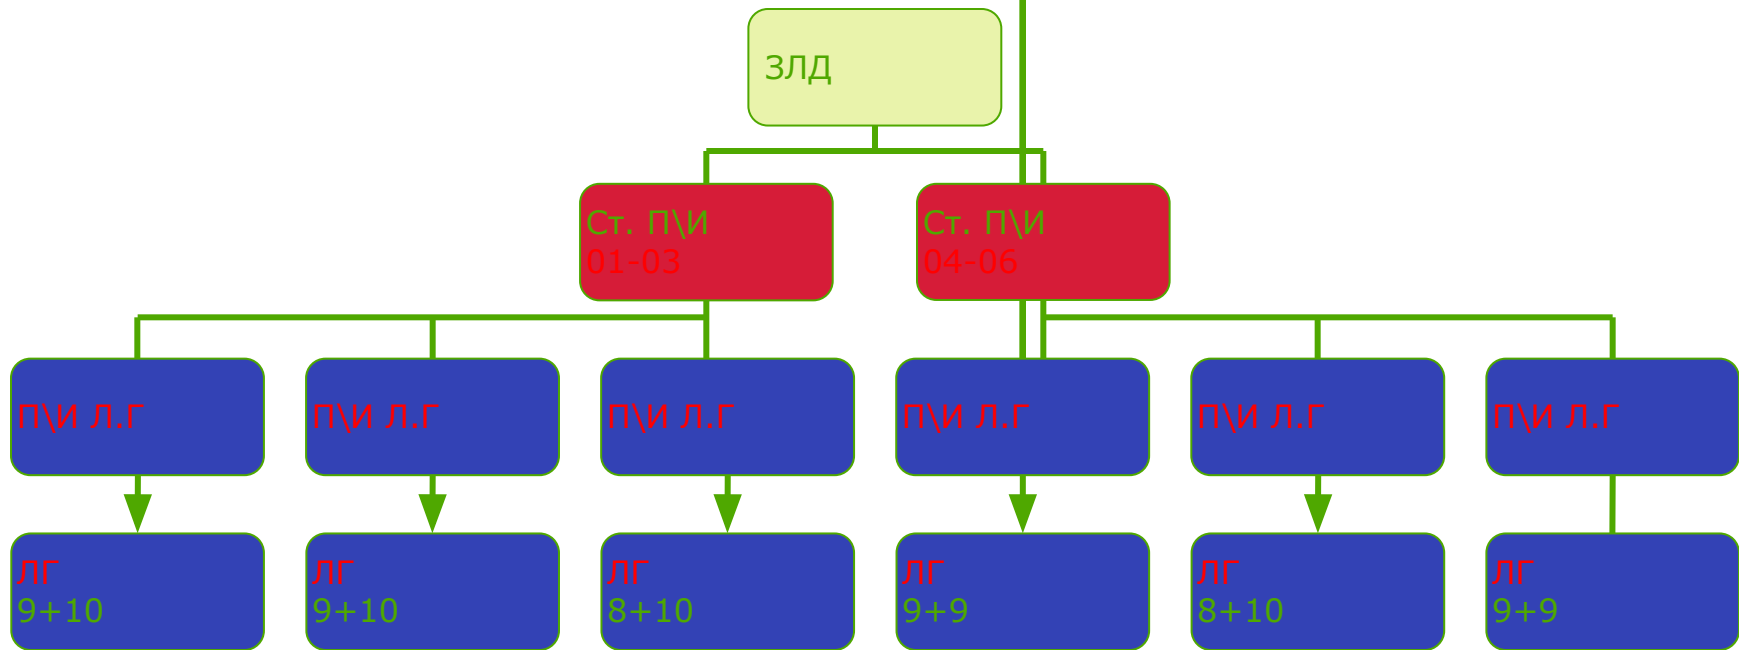 ЗЛД
Ст. П\И
01-03
Ст. П\И
04-06
П\И Л.Г
П\И Л.Г
П\И Л.Г
П\И Л.Г
П\И Л.Г
П\И Л.Г
ЛГ
9+10
ЛГ
9+10
ЛГ
8+10
ЛГ
9+9
ЛГ
8+10
ЛГ
9+9